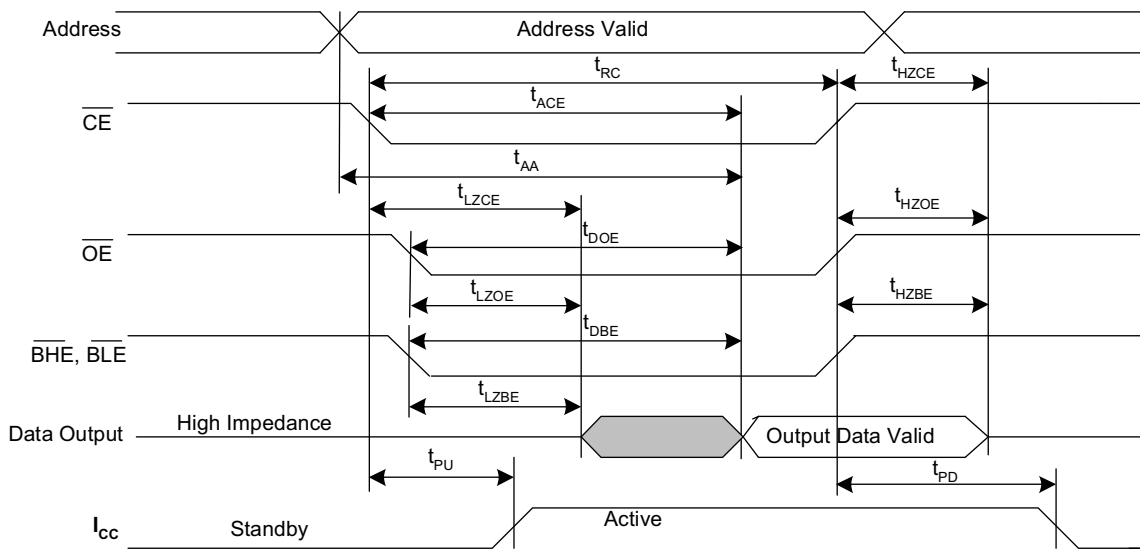 Address
Address Valid
tRC
tHZCE
tACE
CE
tAA
tLZCE
tHZOE
tDOE
OE
tLZOE
tHZBE
tDBE
BHE, BLE
tLZBE
Data Output
High Impedance
Output Data Valid
tPU
tPD
ICC
Standby
Active